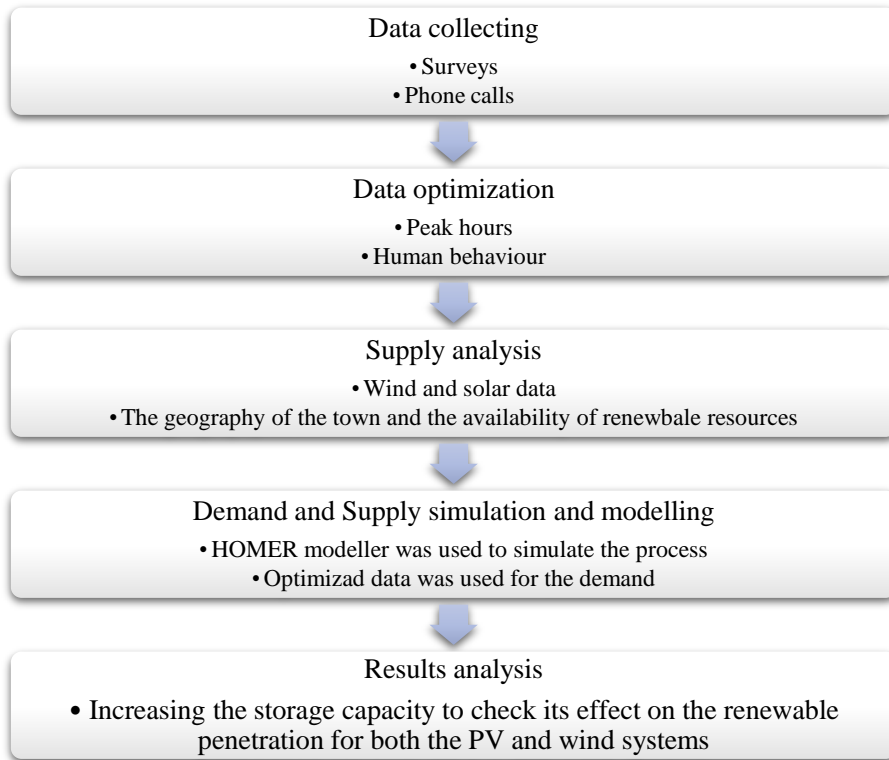 Data collecting
• Surveys
• Phone calls
Data optimization
• Peak hours
• Human behaviour
Supply analysis
• Wind and solar data
• The geography of the town and the availability of renewbale resources
Demand and Supply simulation and modelling
• HOMER modeller was used to simulate the process
• Optimizad data was used for the demand
Results analysis
• Increasing the storage capacity to check its effect on the renewable
penetration for both the PV and wind systems